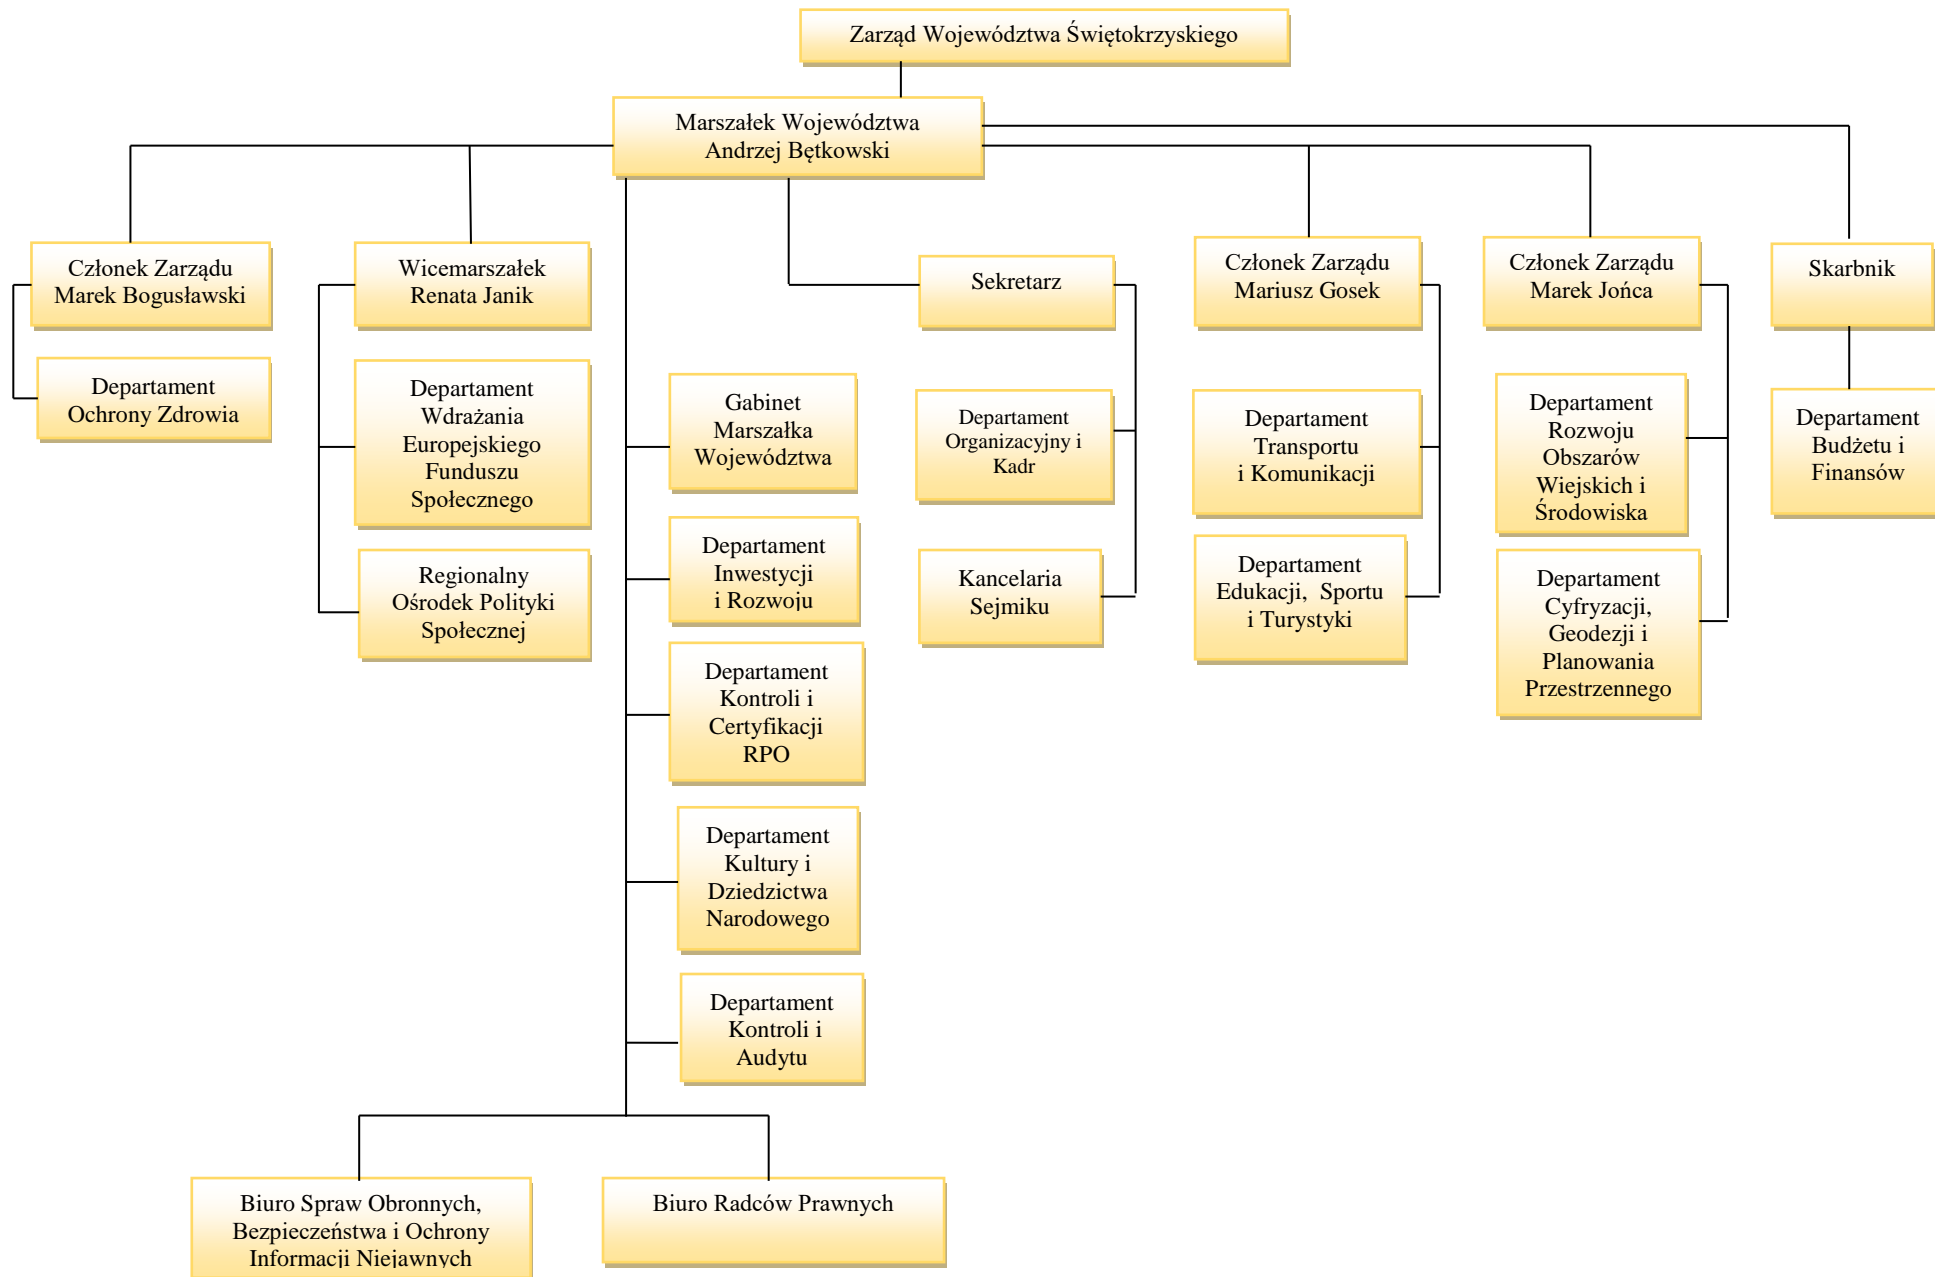 Zarząd Województwa Świętokrzyskiego
Marszałek Województwa
Andrzej Bętkowski
Członek Zarządu
Marek Bogusławski
Departament
Ochrony Zdrowia
Wicemarszałek
Renata Janik
Departament
Wdrażania
Europejskiego
Funduszu
Społecznego
Regionalny
Ośrodek Polityki
Społecznej
Gabinet
Marszałka
Województwa
Departament
Inwestycji
i Rozwoju
Departament
Kontroli i
Certyfikacji
RPO
Departament
Kultury i
Dziedzictwa
Narodowego
Departament
Kontroli i
Audytu
Biuro Spraw Obronnych,
Bezpieczeństwa i Ochrony
Informacji Niejawnych
Biuro Radców Prawnych
Sekretarz
Departament
Organizacyjny i
Kadr
Kancelaria
Sejmiku
Członek Zarządu
Mariusz Gosek
Departament
Transportu
i Komunikacji
Departament
Edukacji, Sportu
i Turystyki
Członek Zarządu
Marek Jońca
Departament
Rozwoju
Obszarów
Wiejskich i
Środowiska
Departament
Cyfryzacji,
Geodezji i
Planowania
Przestrzennego
Skarbnik
Departament
Budżetu i
Finansów